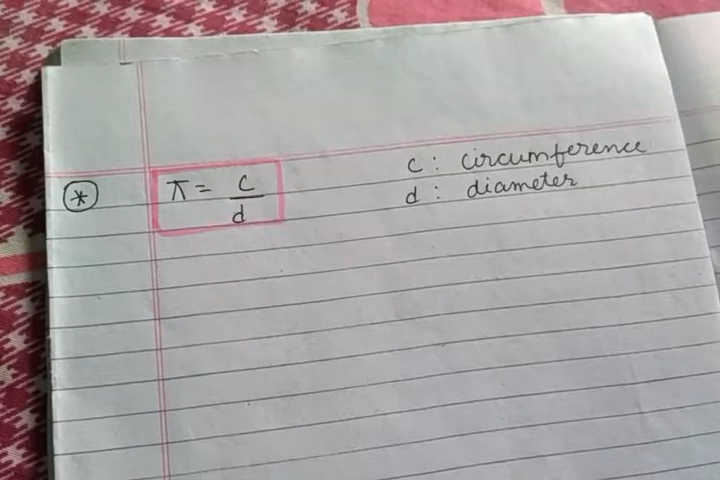 * π = c/d c : circumference
d : diameter